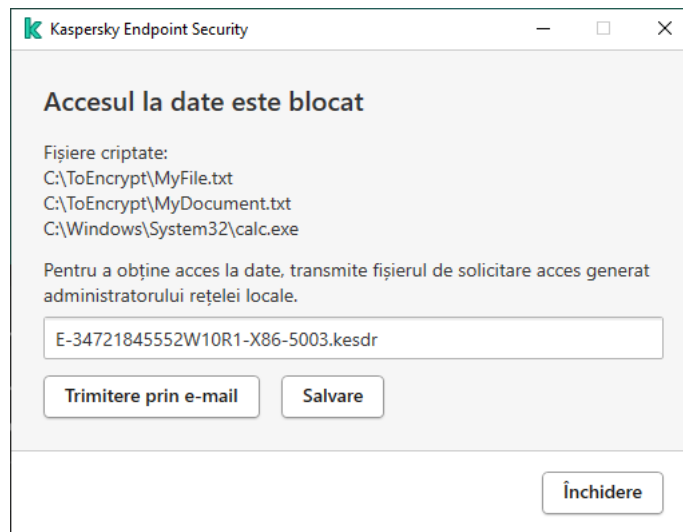 Kaspersky Endpoint Security
Accesul la date este blocat
Fișiere criptate:
C:\ToEncrypt\MyFile.txt
C:\ToEncrypt\MyDocument.txt
C:\Windows\System32\calc.exe
Pentru a obține acces la date, transmite fișierul de solicitare acces generat
administratorului rețelei locale.
E-34721845552W10R1-X86-5003.kesdr
Trimitere prin e-mail Salvare
Închidere